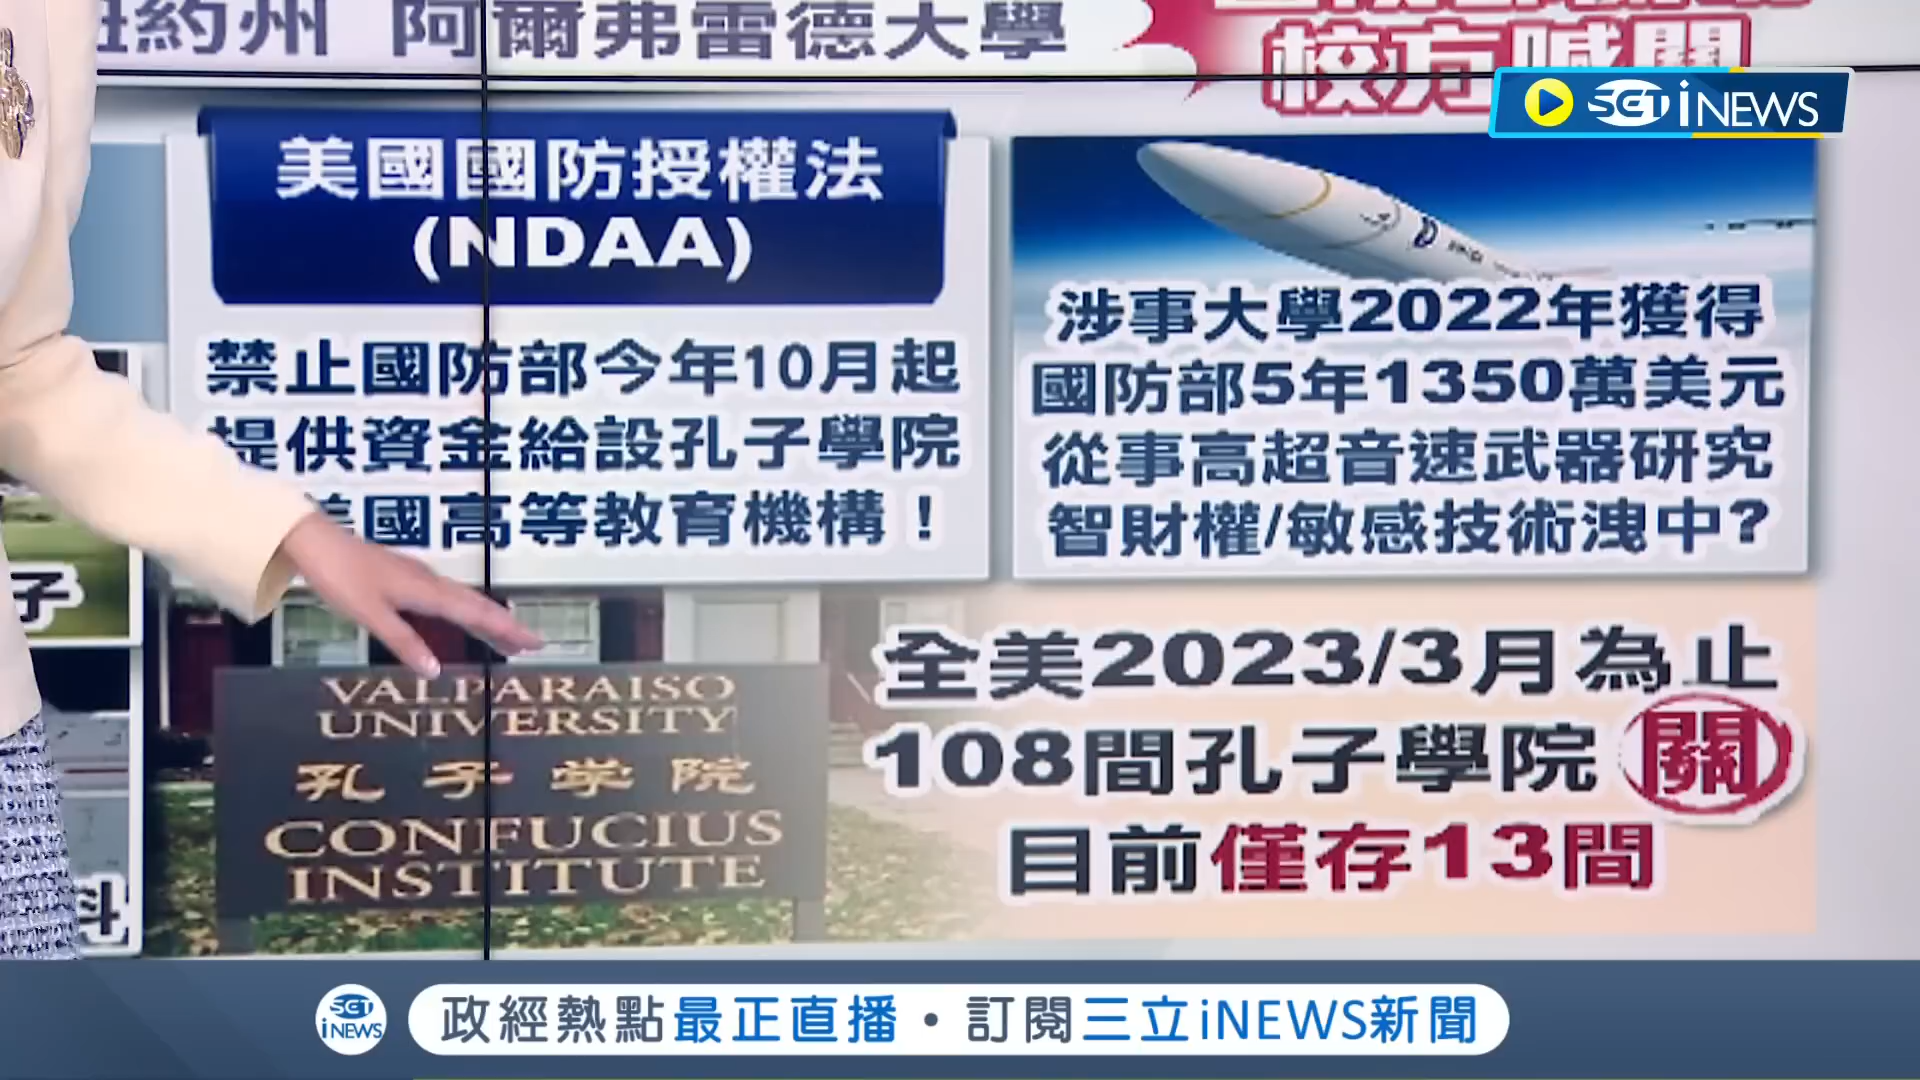 紐約州 阿爾弗雷德大學
校方喊關
SET iNEWS
美國國防授權法
(NDAA)
禁止國防部今年10月起
提供資金給設孔子學院
美國高等教育機構！
涉事大學2022年獲得
國防部5年1350萬美元
從事高超音速武器研究
智財權/敏感技術洩中?
子
科
VALPARAISO
UNIVERSITY
孔子学院
CONFUCIUS
INSTITUTE
全美2023/3月為止
108間孔子學院 關
目前僅存13間
SET
iNEWS
政經熱點最正直播・訂閱三立iNEWS新聞